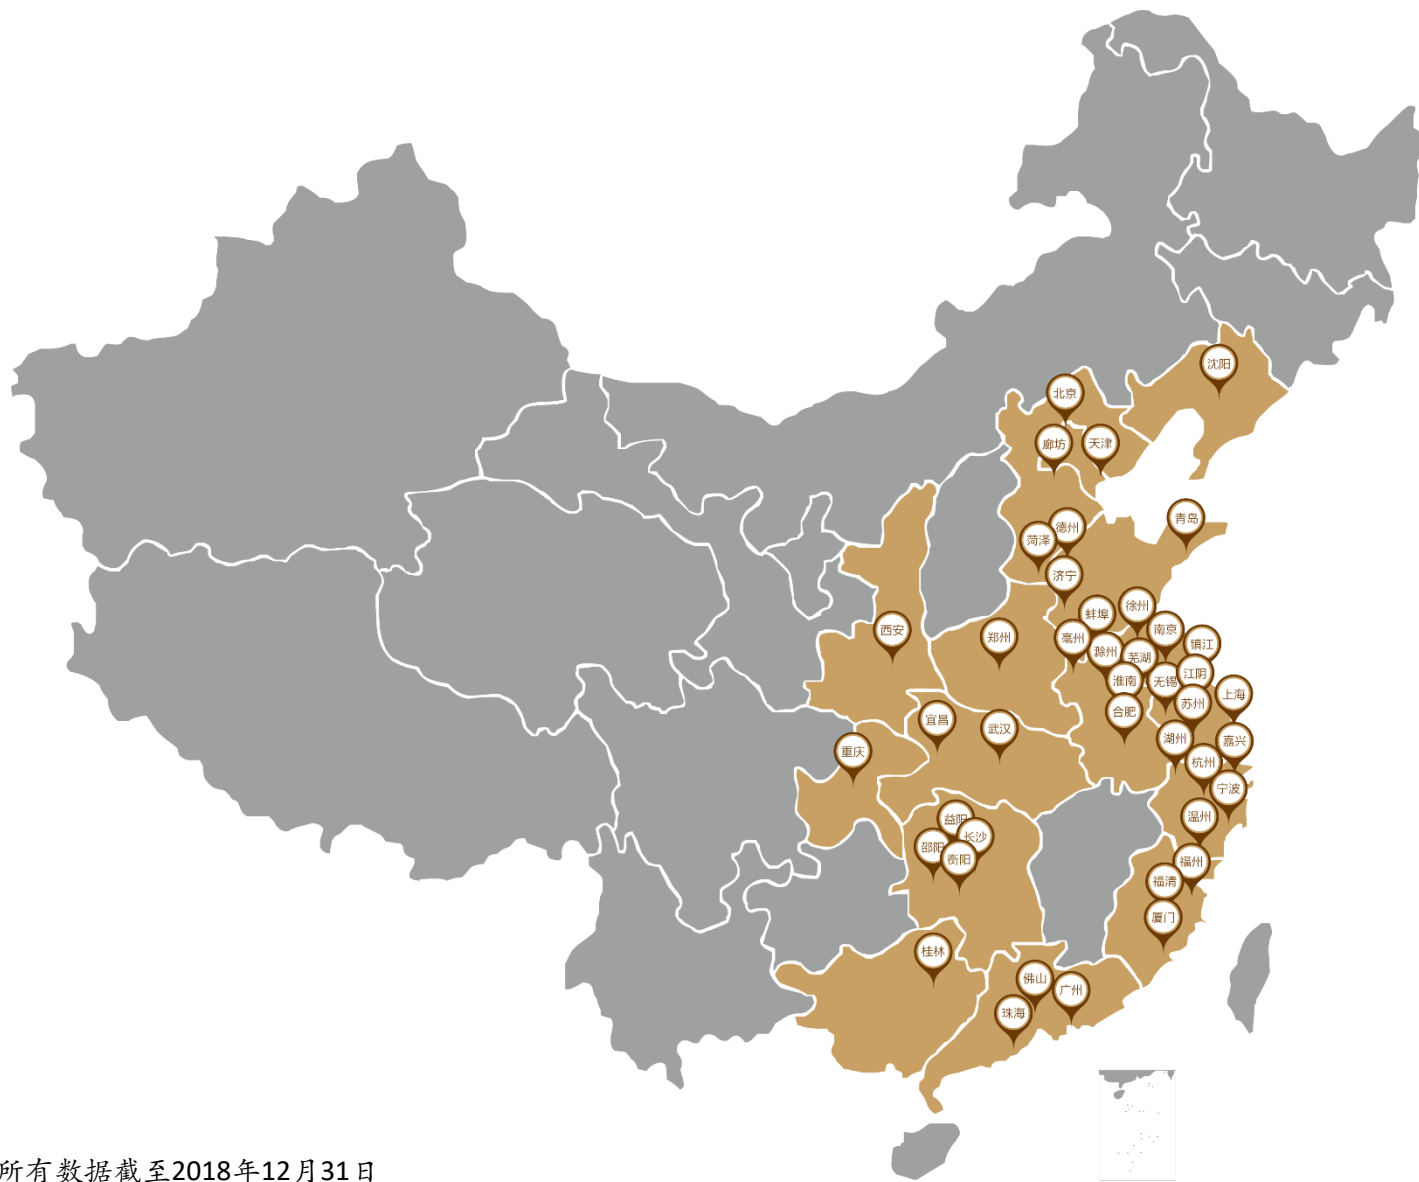 沈阳
北京
廊坊
天津
青岛
德州
菏泽
济宁
蚌埠
徐州
西安
郑州
亳州
南京
镇江
滁州
芜湖
淮南
无锡
江阴
上海
苏州
合肥
宜昌
武汉
湖州
嘉兴
重庆
杭州
宁波
温州
益阳
长沙
邵阳
衡阳
福州
福清
厦门
桂林
佛山
广州
珠海
所有数据截至2018年12月31日